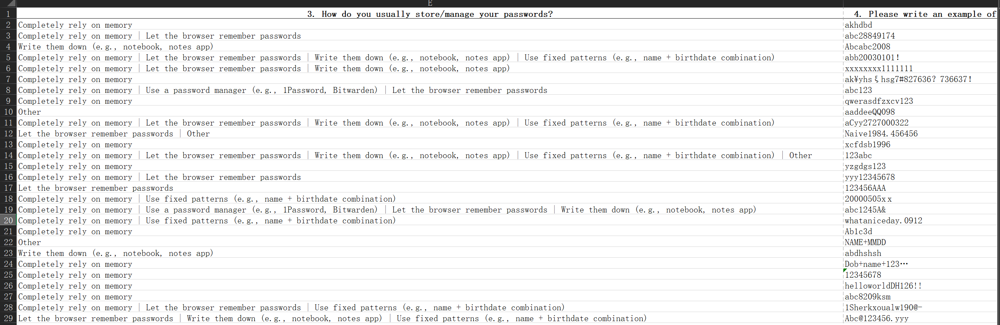 E
1 3. How do you usually store/manage your passwords? 4. Please write an example of
2 Completely rely on memory akhdbd
3 Completely rely on memory | Let the browser remember passwords abc28849174
4 Write them down (e.g., notebook, notes app) Abcabc2008
5 Completely rely on memory | Let the browser remember passwords | Write them down (e.g., notebook, notes app) | Use fixed patterns (e.g., name + birthdate combination) abb20030101!
6 Completely rely on memory | Let the browser remember passwords | Write them down (e.g., notebook, notes app) xxxxxxxx1111111
7 Completely rely on memory ak¥yhsξhsg7#827636？736637!
8 Completely rely on memory | Use a password manager (e.g., 1Password, Bitwarden) | Let the browser remember passwords abc123
9 Completely rely on memory qwerasdfzxcv123
10 Other aaddeeQQ098
11 Completely rely on memory | Let the browser remember passwords | Write them down (e.g., notebook, notes app) | Use fixed patterns (e.g., name + birthdate combination) aCyy2727000322
12 Let the browser remember passwords | Other Naive1984.456456
13 Completely rely on memory xcfdsb1996
14 Completely rely on memory | Let the browser remember passwords | Write them down (e.g., notebook, notes app) | Use fixed patterns (e.g., name + birthdate combination) | Other 123abc
15 Completely rely on memory yzgdgs123
16 Completely rely on memory | Let the browser remember passwords yyy12345678
17 Let the browser remember passwords 123456AAA
18 Completely rely on memory | Use fixed patterns (e.g., name + birthdate combination) 20000505xx
19 Completely rely on memory | Use a password manager (e.g., 1Password, Bitwarden) | Let the browser remember passwords | Write them down (e.g., notebook, notes app) abc1245A&
20 Completely rely on memory | Use fixed patterns (e.g., name + birthdate combination) whataniceday.0912
21 Completely rely on memory Ab1c3d
22 Other NAME+MMDD
23 Write them down (e.g., notebook, notes app) abdhshsh
24 Completely rely on memory Dob+name+123…
25 Completely rely on memory 12345678
26 Completely rely on memory helloworldDH126!!
27 Completely rely on memory abc8209ksm
28 Completely rely on memory | Let the browser remember passwords | Use fixed patterns (e.g., name + birthdate combination) 1Sherkxoualw190@-
29 Let the browser remember passwords | Write them down (e.g., notebook, notes app) | Use fixed patterns (e.g., name + birthdate combination) Abc@123456.yyy